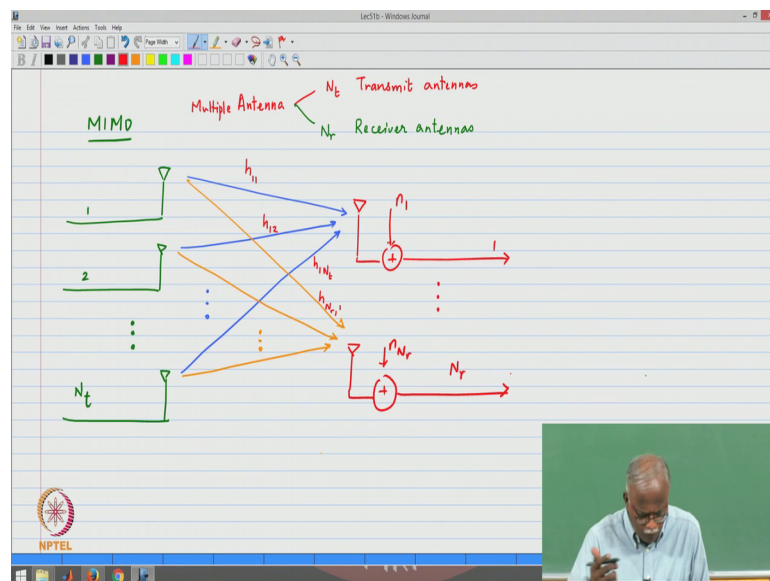 Lec51b - Windows Journal
File Edit View Insert Actions Tools Help
Page Width
B I
MIMO
Multiple Antenna
Nt Transmit antennas
Nr Receiver antennas
1
h11
n1
+
1
2
h12
h1Nt
hNr1
Nt
nNr
+
Nr
NPTEL